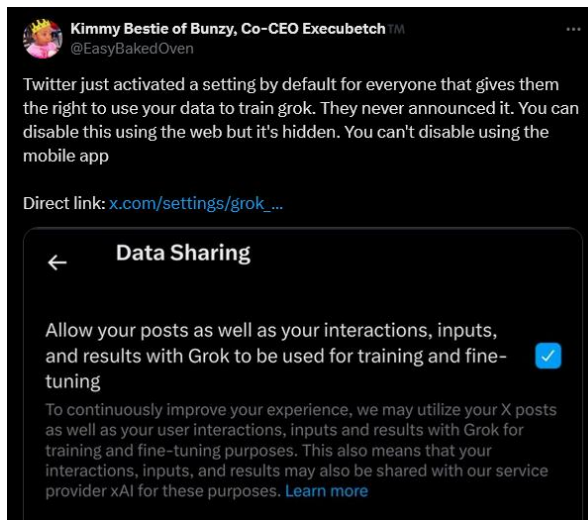 Kimmy Bestie of Bunzy, Co-CEO Execubetch™
@EasyBakedOven
Twitter just activated a setting by default for everyone that gives them
the right to use your data to train grok. They never announced it. You can
disable this using the web but it's hidden. You can't disable using the
mobile app
Direct link: x.com/settings/grok_...
Data Sharing
Allow your posts as well as your interactions, inputs,
and results with Grok to be used for training and fine-
tuning
To continuously improve your experience, we may utilize your X posts
as well as your user interactions, inputs and results with Grok for
training and fine-tuning purposes. This also means that your
interactions, inputs, and results may also be shared with our service
provider xAI for these purposes. Learn more